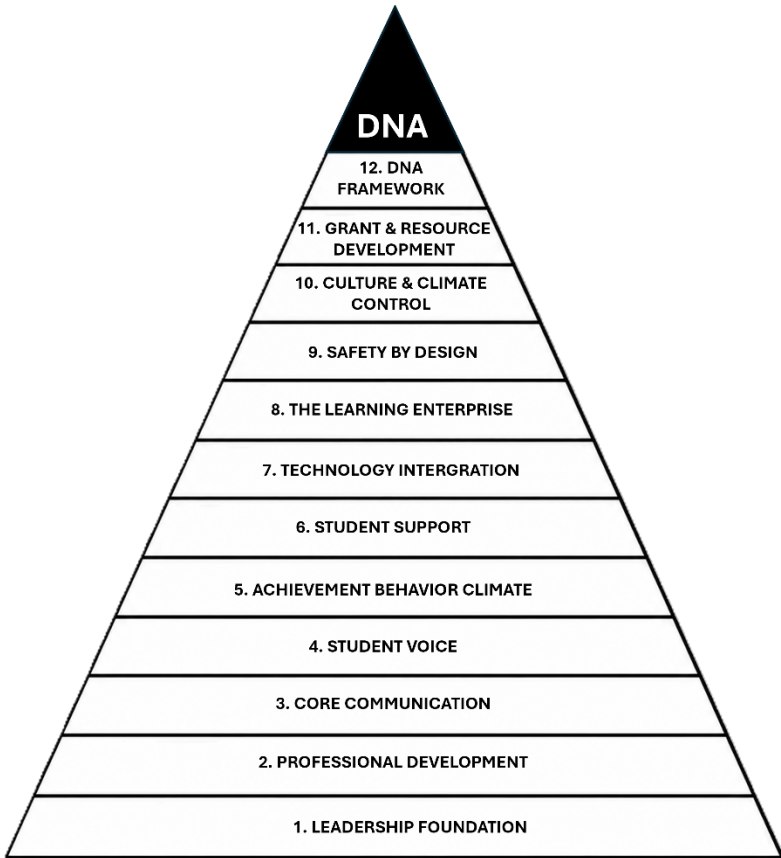 DNA
12. DNA
FRAMEWORK
11. GRANT & RESOURCE
DEVELOPMENT
10. CULTURE & CLIMATE
CONTROL
9. SAFETY BY DESIGN
8. THE LEARNING ENTERPRISE
7. TECHNOLOGY INTERGRATION
6. STUDENT SUPPORT
5. ACHIEVEMENT BEHAVIOR CLIMATE
4. STUDENT VOICE
3. CORE COMMUNICATION
2. PROFESSIONAL DEVELOPMENT
1. LEADERSHIP FOUNDATION